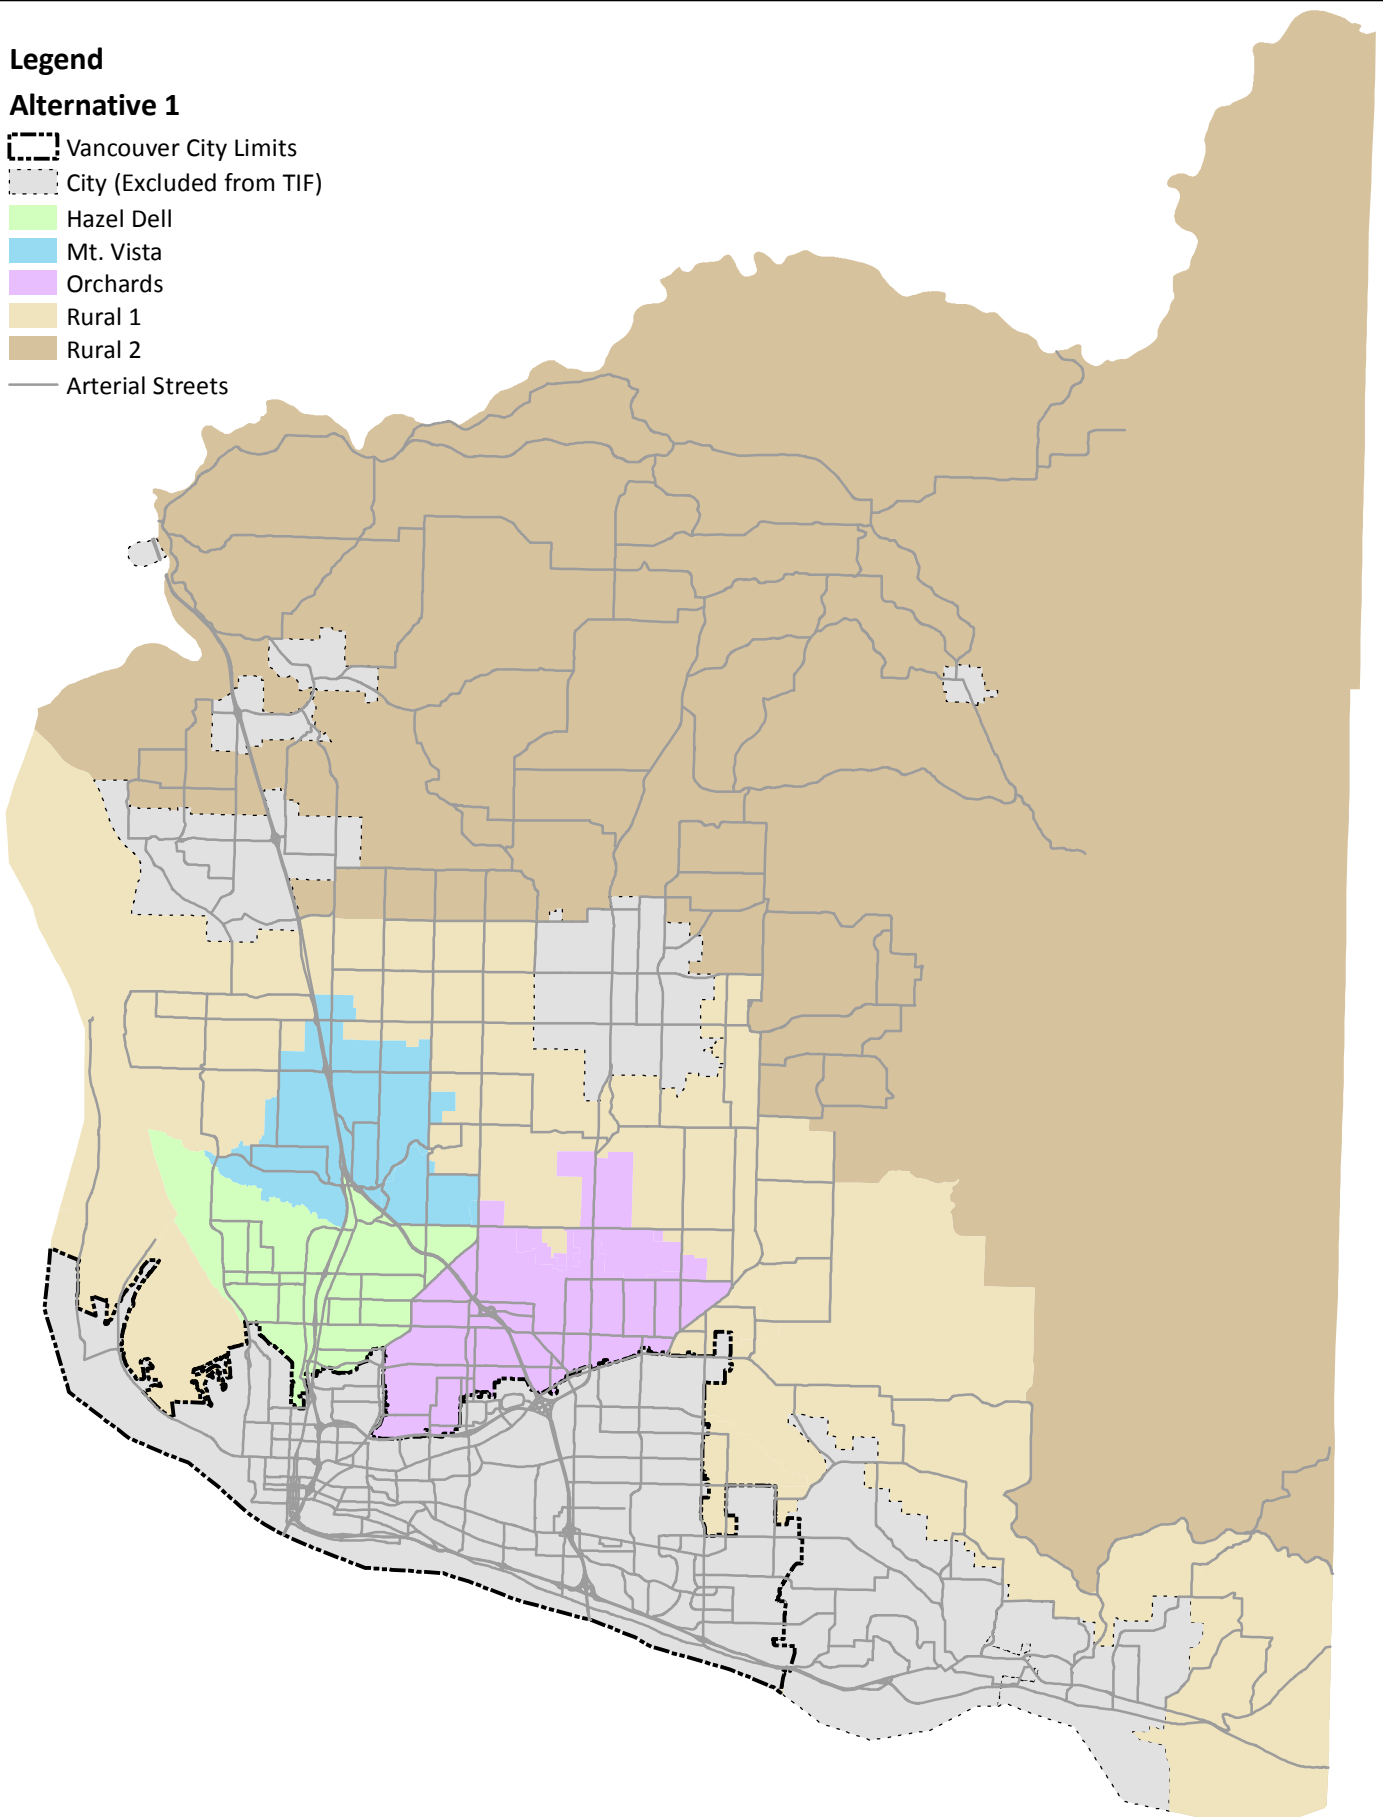 Legend
Alternative 1
Vancouver City Limits
City (Excluded from TIF)
Hazel Dell
Mt. Vista
Orchards
Rural 1
Rural 2
Arterial Streets